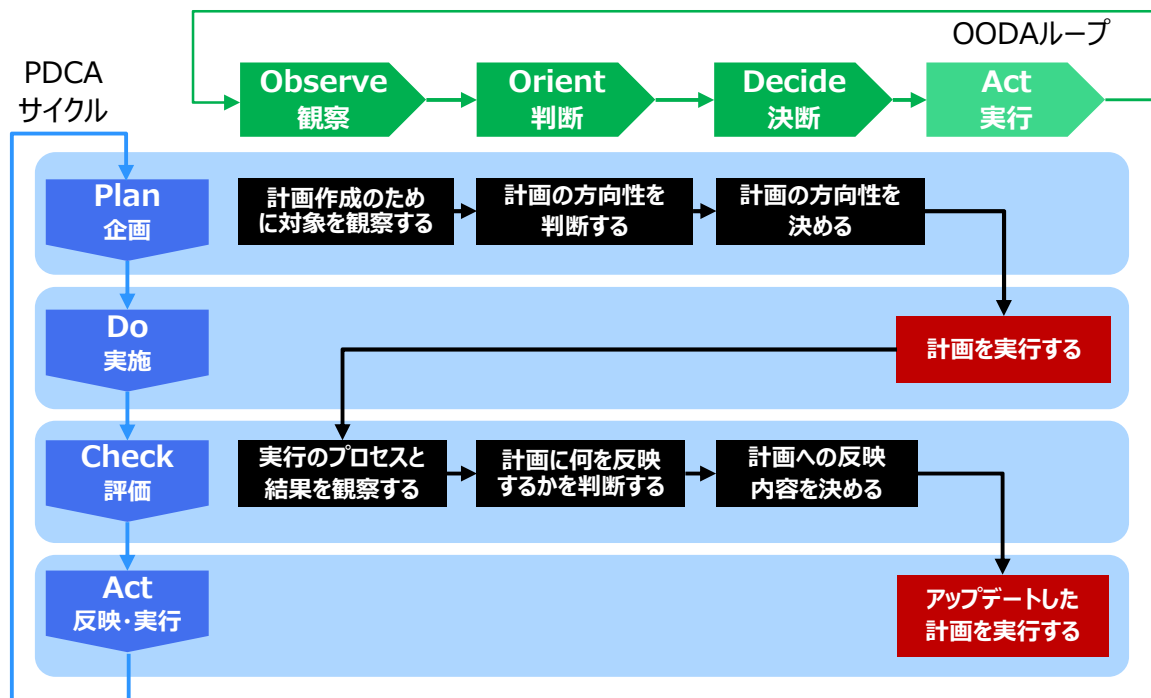 OODAループ
PDCA
サイクル
Observe
観察
Orient
判断
Decide
決断
Act
実行
Plan
企画
計画作成のため
に対象を観察する
計画の方向性を
判断する
計画の方向性を
決める
Do
実施
計画を実行する
Check
評価
実行のプロセスと
結果を観察する
計画に何を反映
するかを判断する
計画への反映
内容を決める
Act
反映・実行
アップデートした
計画を実行する